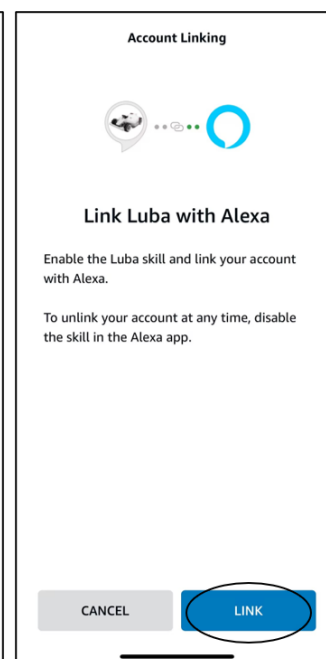 Account Linking
Link Luba with Alexa
Enable the Luba skill and link your account
with Alexa.
To unlink your account at any time, disable
the skill in the Alexa app.
CANCEL
LINK